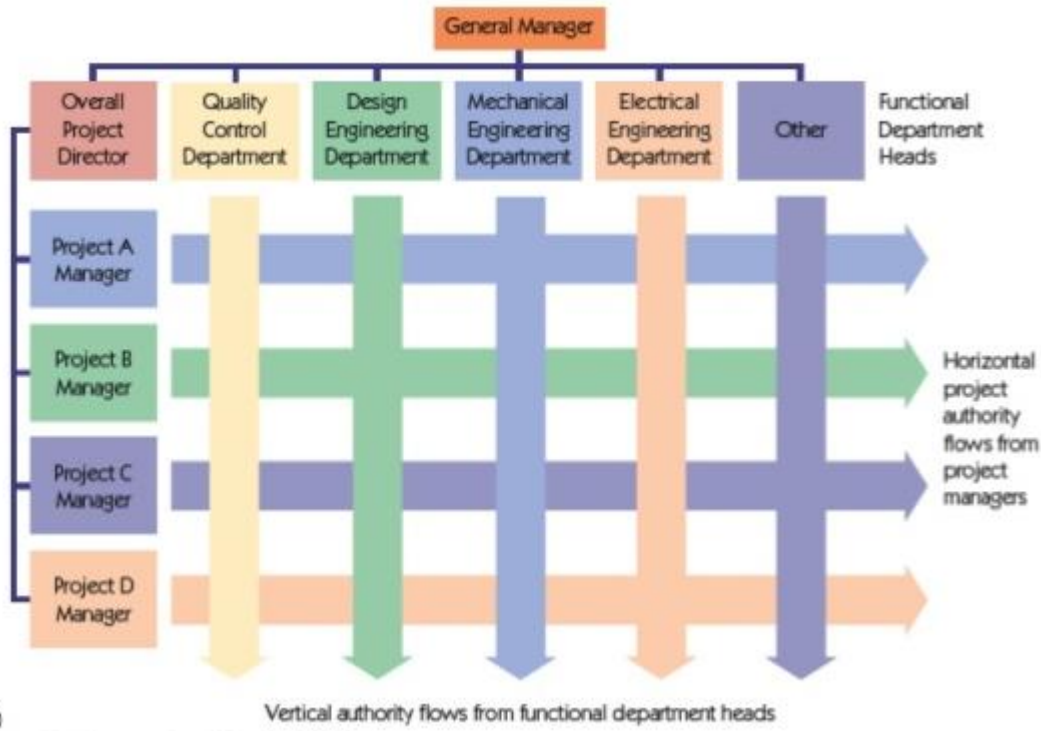 General Manager
Overall
Project
Director
Quality
Control
Department
Design
Engineering
Department
Mechanical
Engineering
Department
Electrical
Engineering
Department
Other
Functional
Department
Heads
Project A
Manager
Project B
Manager
Project C
Manager
Project D
Manager
Horizontal
project
authority
flows from
project
managers
Vertical authority flows from functional department heads